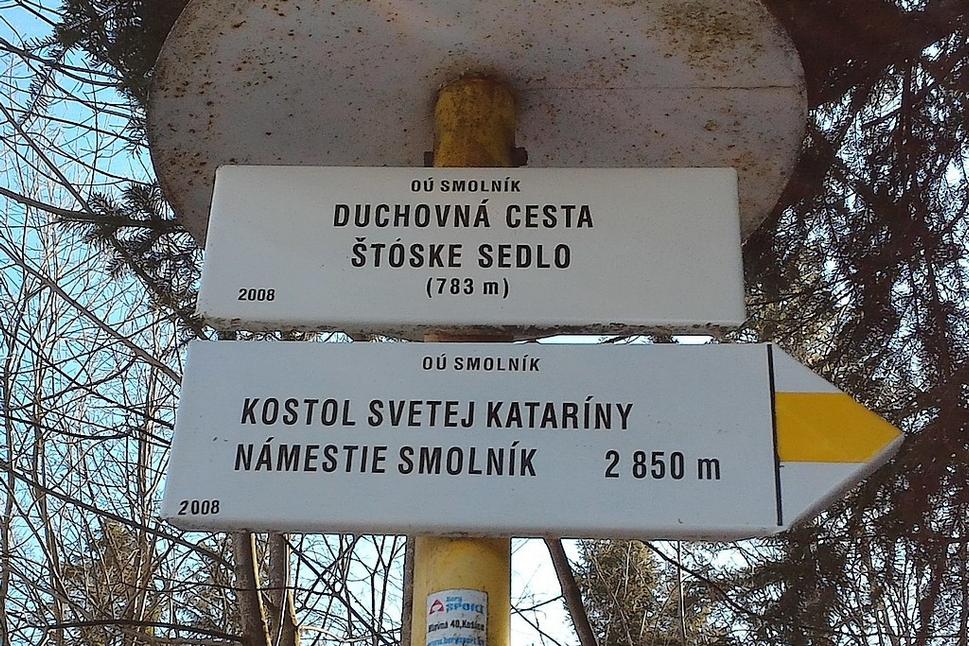 OÚ SMOLNÍK
DUCHOVNÁ CESTA
ŠTÓSKE SEDLO
(783 m)
2008
OÚ SMOLNÍK
KOSTOL SVETEJ KATARÍNY
NÁMESTIE SMOLNÍK 2 850 m
2008